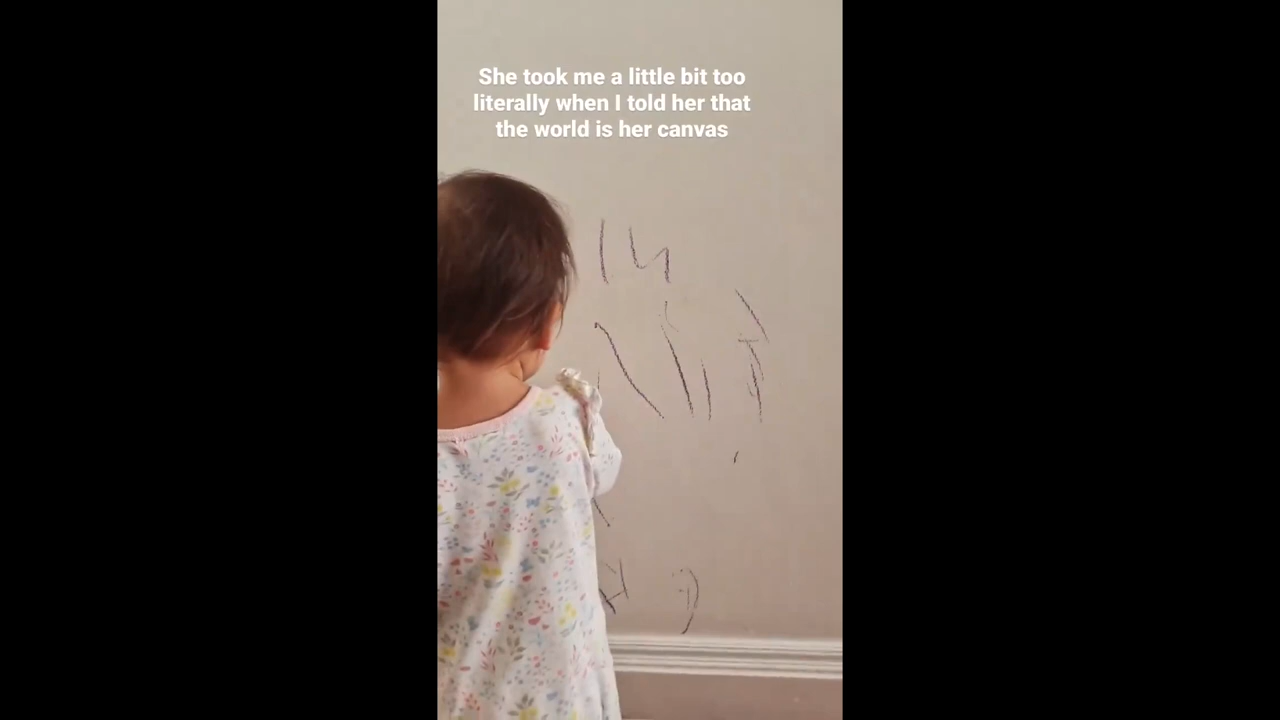 She took me a little bit too
literally when I told her that
the world is her canvas